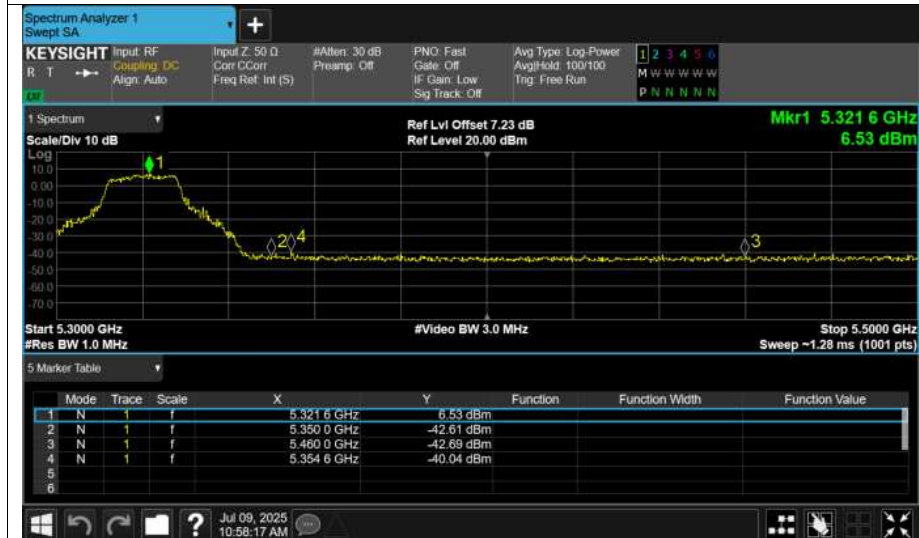 Spectrum Analyzer 1
Swept SA
+
KEYSIGHT
R T
Input: RF
Coupling: DC
Align: Auto
Input Z: 50 Ω
Corr CCorr
Freq Ref: Int (S)
#Atten: 30 dB
Preamp: Off
PNO: Fast
Gate: Off
IF Gain: Low
Sig Track: Off
Avg Type: Log-Power
Avg|Hold: 100/100
Trig: Free Run
1 2 3 4 5 6
M W W W W W
P N N N N N
1 Spectrum
Scale/Div 10 dB
Ref Lvl Offset 7.23 dB
Ref Level 20.00 dBm
Mkr1 5.321 6 GHz
6.53 dBm
Log
10.0
0.00
-10.0
-20.0
-30.0
-40.0
-50.0
-60.0
-70.0
1
2
4
3
Start 5.3000 GHz
#Res BW 1.0 MHz
#Video BW 3.0 MHz
Stop 5.5000 GHz
Sweep ~1.28 ms (1001 pts)
5 Marker Table
Mode Trace Scale X Y Function Function Width Function Value
1 N 1 f 5.321 6 GHz 6.53 dBm
2 N 1 f 5.350 0 GHz -42.61 dBm
3 N 1 f 5.460 0 GHz -42.69 dBm
4 N 1 f 5.354 6 GHz -40.04 dBm
5
6
?
Jul 09, 2025
10:58:17 AM